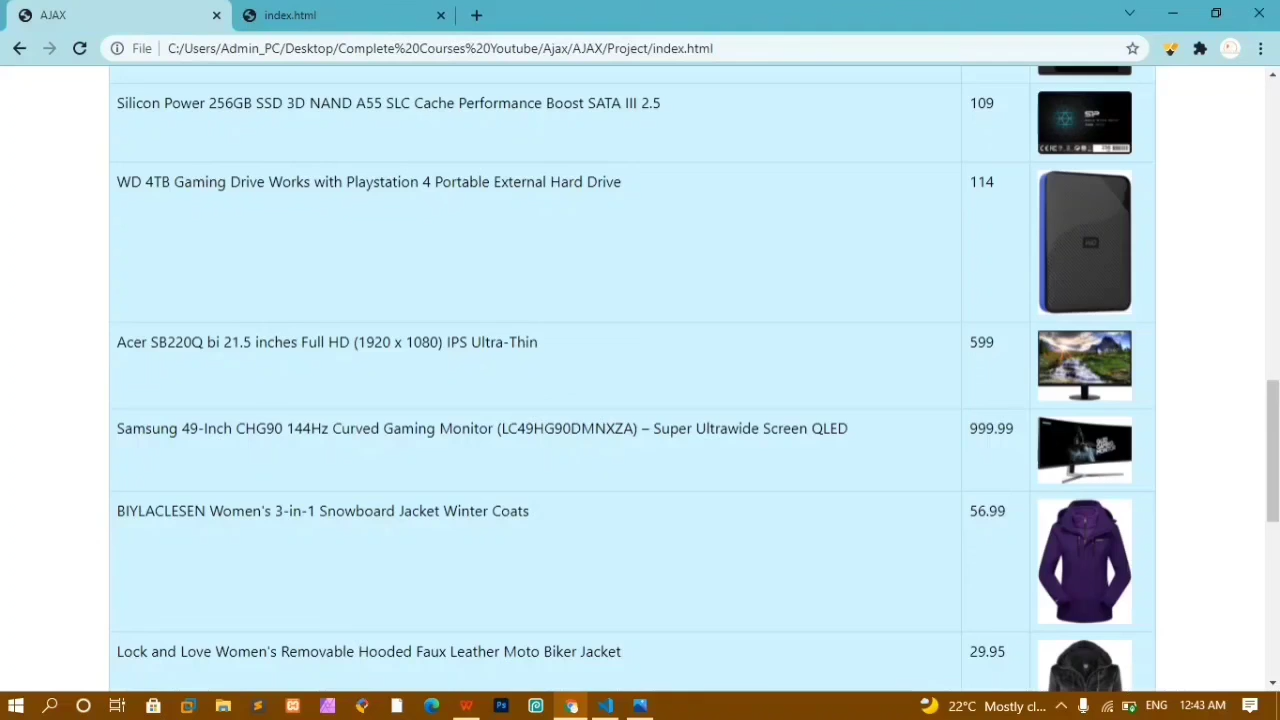 AJAX
index.html
File
C:/Users/Admin_PC/Desktop/Complete%20Courses%20Youtube/Ajax/AJAX/Project/index.html
Silicon Power 256GB SSD 3D NAND A55 SLC Cache Performance Boost SATA III 2.5 109
SP
WD 4TB Gaming Drive Works with Playstation 4 Portable External Hard Drive 114
WD
Acer SB220Q bi 21.5 inches Full HD (1920 x 1080) IPS Ultra-Thin 599
Samsung 49-Inch CHG90 144Hz Curved Gaming Monitor (LC49HG90DMNXZA) – Super Ultrawide Screen QLED 999.99
BIYLACLESEN Women's 3-in-1 Snowboard Jacket Winter Coats 56.99
Lock and Love Women's Removable Hooded Faux Leather Moto Biker Jacket 29.95
22°C Mostly cl... ENG 12:43 AM